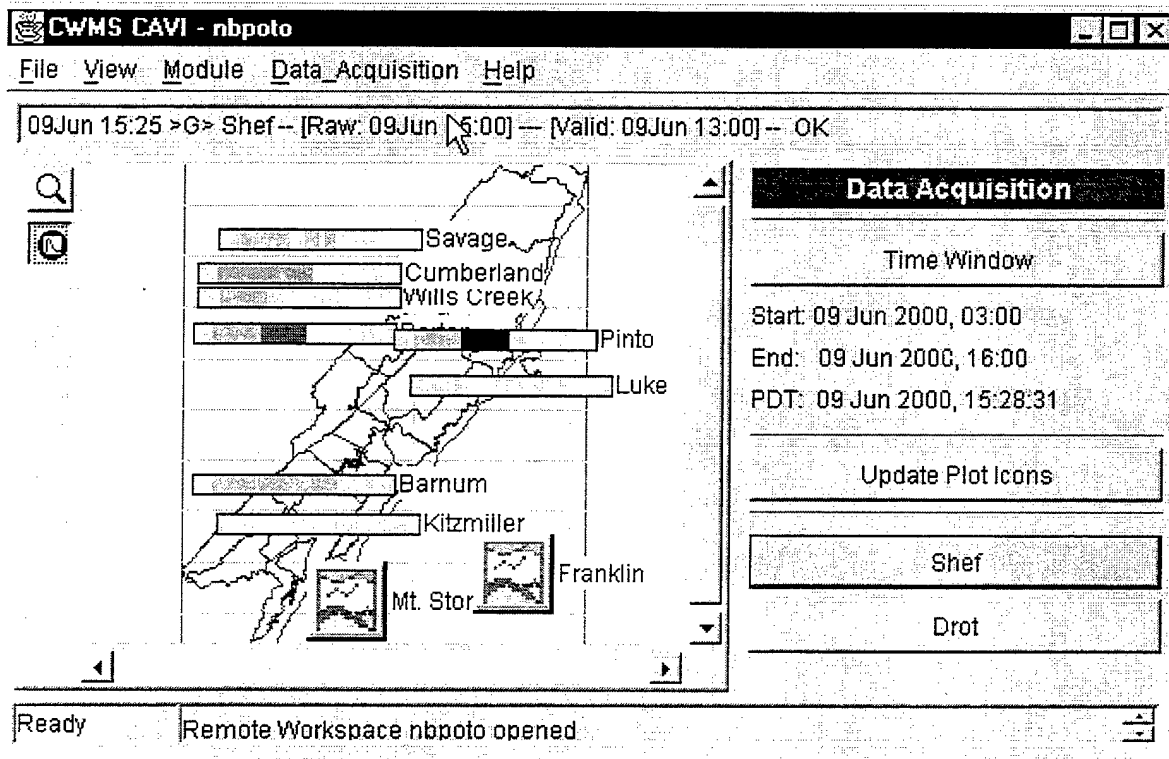 CWMS CAVI - nbpoto
File View Module Data_Acquisition Help
09Jun 15:25 >G> Shef-- [Raw: 09Jun 15:00] --- [Valid: 09Jun 13:00] -- OK
Data Acquisition
Time Window
Start: 09 Jun 2000, 03:00
End: 09 Jun 2000, 16:00
PDT: 09 Jun 2000, 15:28:31
Update Plot Icons
Shef
Drot
Savage
Cumberland
Wills Creek
Pinto
Luke
Barnum
Kitzmiller
Franklin
Mt. Stor
Ready
Remote Workspace nbpoto opened